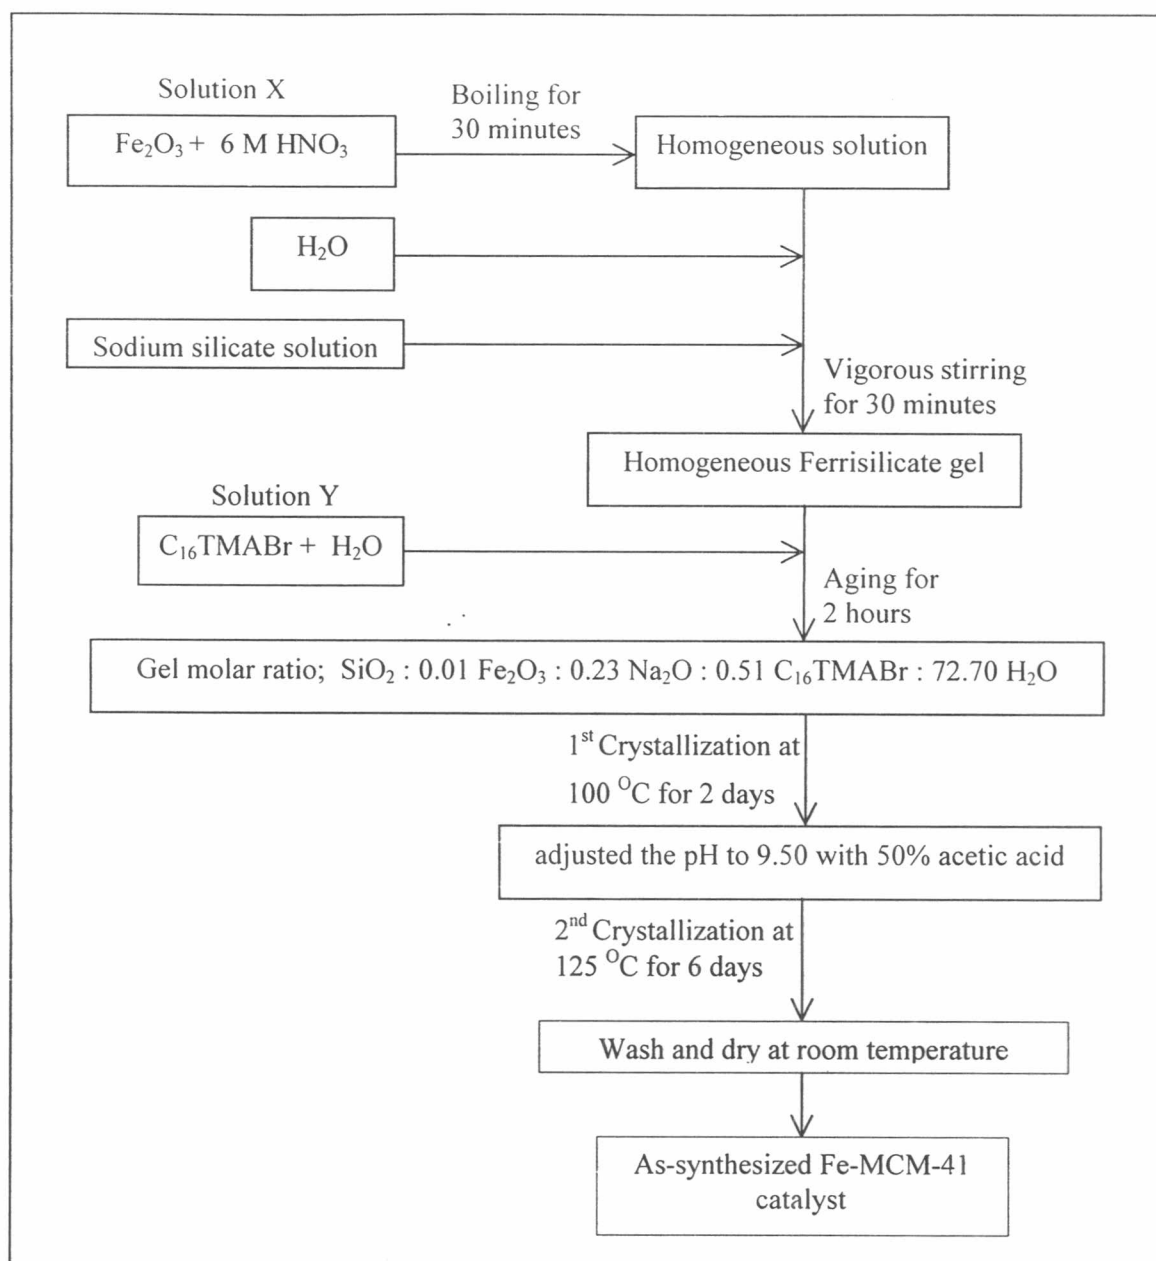 Solution X
Boiling for
30 minutes
Fe₂O₃ + 6 M HNO₃
Homogeneous solution
H₂O
Sodium silicate solution
Vigorous stirring
for 30 minutes
Homogeneous Ferrisilicate gel
Solution Y
C₁₆TMABr + H₂O
Aging for
2 hours
Gel molar ratio; SiO₂ : 0.01 Fe₂O₃ : 0.23 Na₂O : 0.51 C₁₆TMABr : 72.70 H₂O
1ˢᵗ Crystallization at
100 ᴼC for 2 days
adjusted the pH to 9.50 with 50% acetic acid
2ⁿᵈ Crystallization at
125 ᴼC for 6 days
Wash and dry at room temperature
As-synthesized Fe-MCM-41
catalyst